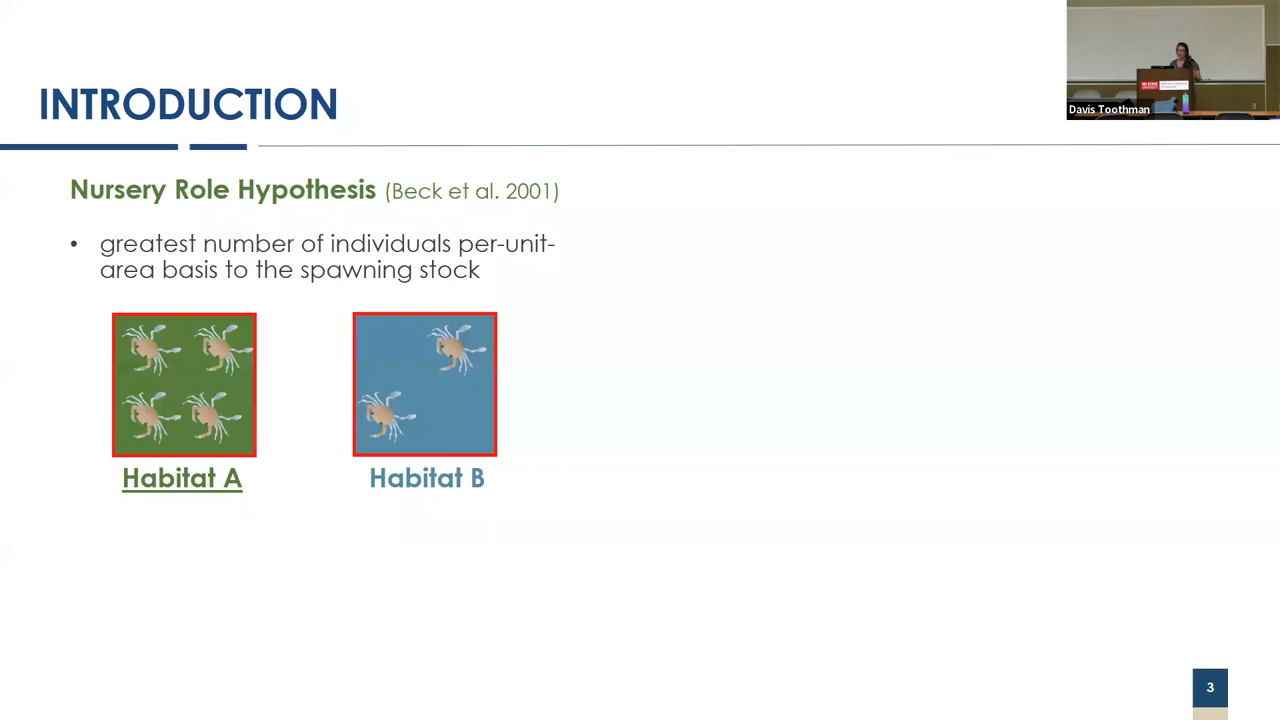 INTRODUCTION
Davis Toothman
Nursery Role Hypothesis (Beck et al. 2001)
• greatest number of individuals per-unit-
area basis to the spawning stock
Habitat A
Habitat B
3